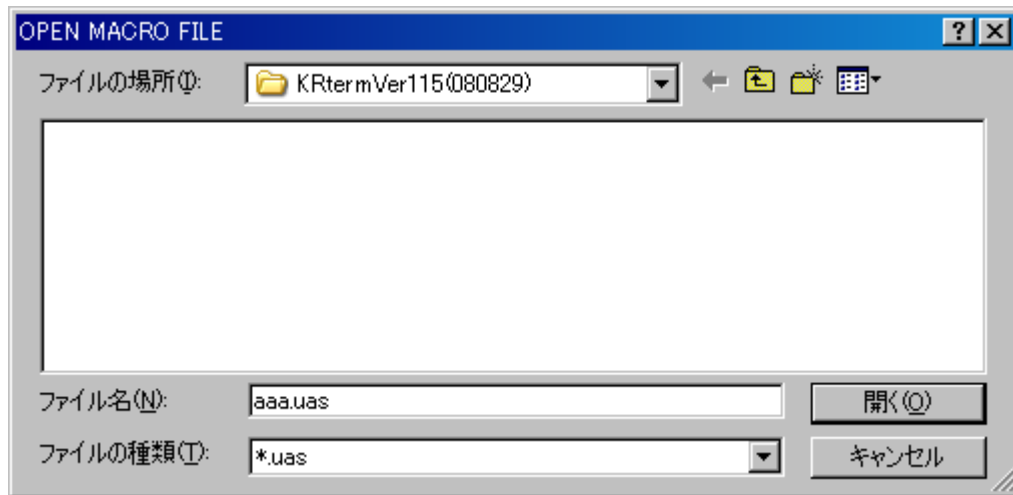 OPEN MACRO FILE
ファイルの場所(I):
KRtermVer115(080829)
ファイル名(N):
aaa.uas
開く(O)
ファイルの種類(T):
*.uas
キャンセル